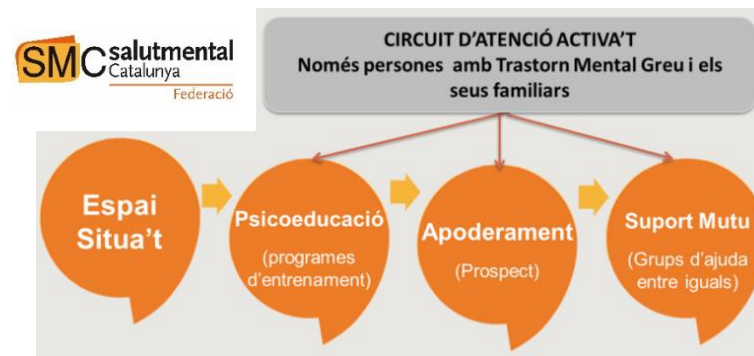 SMC salutmental
Catalunya
Federació
CIRCUIT D'ATENCIÓ ACTIVA'T
Només persones amb Trastorn Mental Greu i els
seus familiars
Espai
Situa't
Psicoeducació
(programes
d'entrenament)
Apoderament
(Prospect)
Suport Mutu
(Grups d'ajuda
entre iguals)